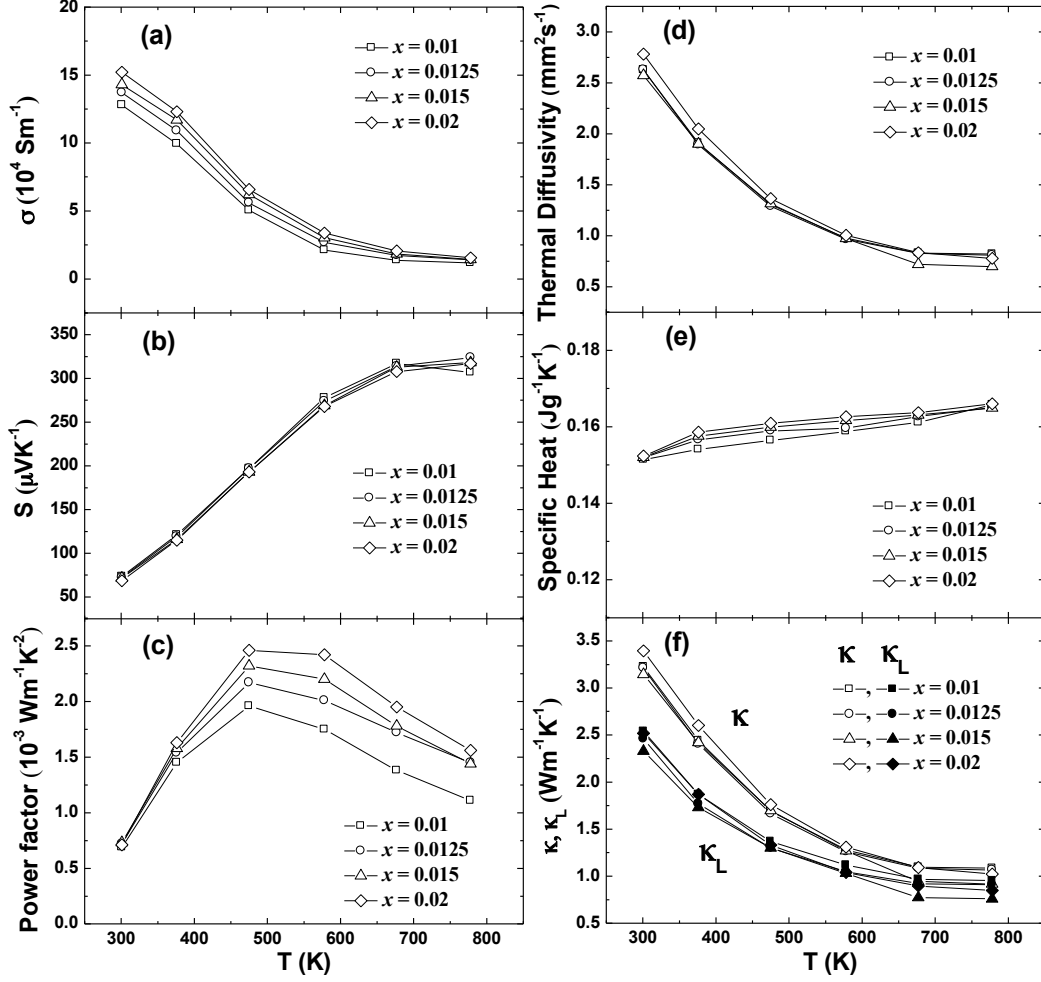 (a)
x = 0.01
x = 0.0125
x = 0.015
x = 0.02
20
15
10
5
0
σ (10⁴ Sm⁻¹)
(b)
x = 0.01
x = 0.0125
x = 0.015
x = 0.02
350
300
250
200
150
100
50
S (μVK⁻¹)
(c)
x = 0.01
x = 0.0125
x = 0.015
x = 0.02
2.5
2.0
1.5
1.0
0.5
0.0
Power factor (10⁻³ Wm⁻¹K⁻²)
300 400 500 600 700 800
T (K)
(d)
x = 0.01
x = 0.0125
x = 0.015
x = 0.02
3.0
2.5
2.0
1.5
1.0
0.5
Thermal Diffusivity (mm²s⁻¹)
(e)
x = 0.01
x = 0.0125
x = 0.015
x = 0.02
0.18
0.16
0.14
0.12
Specific Heat (Jg⁻¹K⁻¹)
(f)
κ κL
, x = 0.01
, x = 0.0125
, x = 0.015
, x = 0.02
κ
κL
3.5
3.0
2.5
2.0
1.5
1.0
0.5
κ, κL (Wm⁻¹K⁻¹)
300 400 500 600 700 800
T (K)